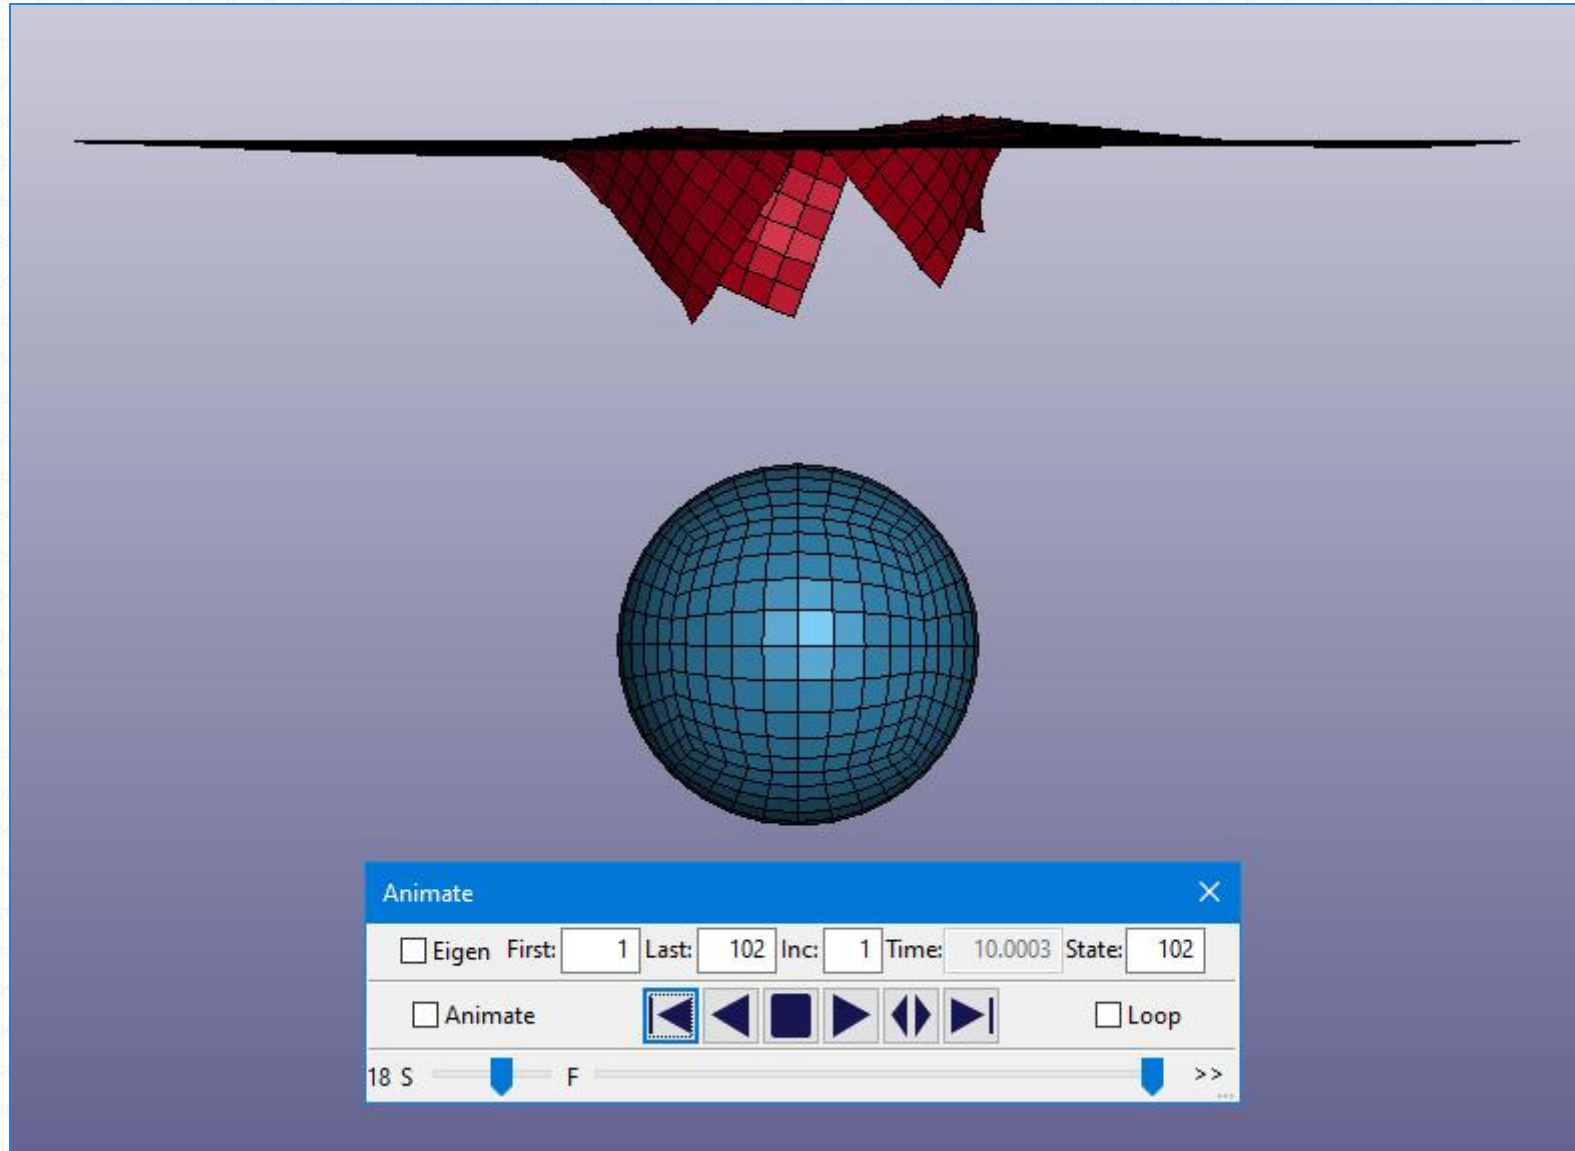 Animate
Eigen First: 1 Last: 102 Inc: 1 Time: 10.0003 State: 102
Animate Loop
18 S F >>